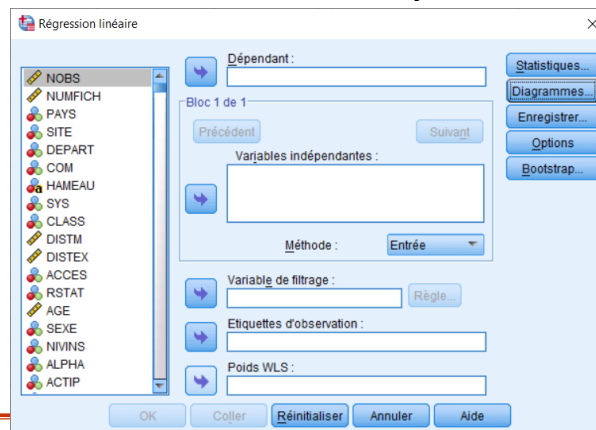 Régression linéaire
NOBS
NUMFICH
PAYS
SITE
DEPART
COM
HAMEAU
SYS
CLASS
DISTM
DISTEX
ACCES
RSTAT
AGE
SEXE
NIVINS
ALPHA
ACTIP
Dépendant :
Bloc 1 de 1
Précédent
Suivant
Variables indépendantes :
Méthode :
Entrée
Variable de filtrage :
Règle...
Etiquettes d'observation :
Poids WLS :
Statistiques...
Diagrammes...
Enregistrer...
Options
Bootstrap...
OK
Coller
Réinitialiser
Annuler
Aide